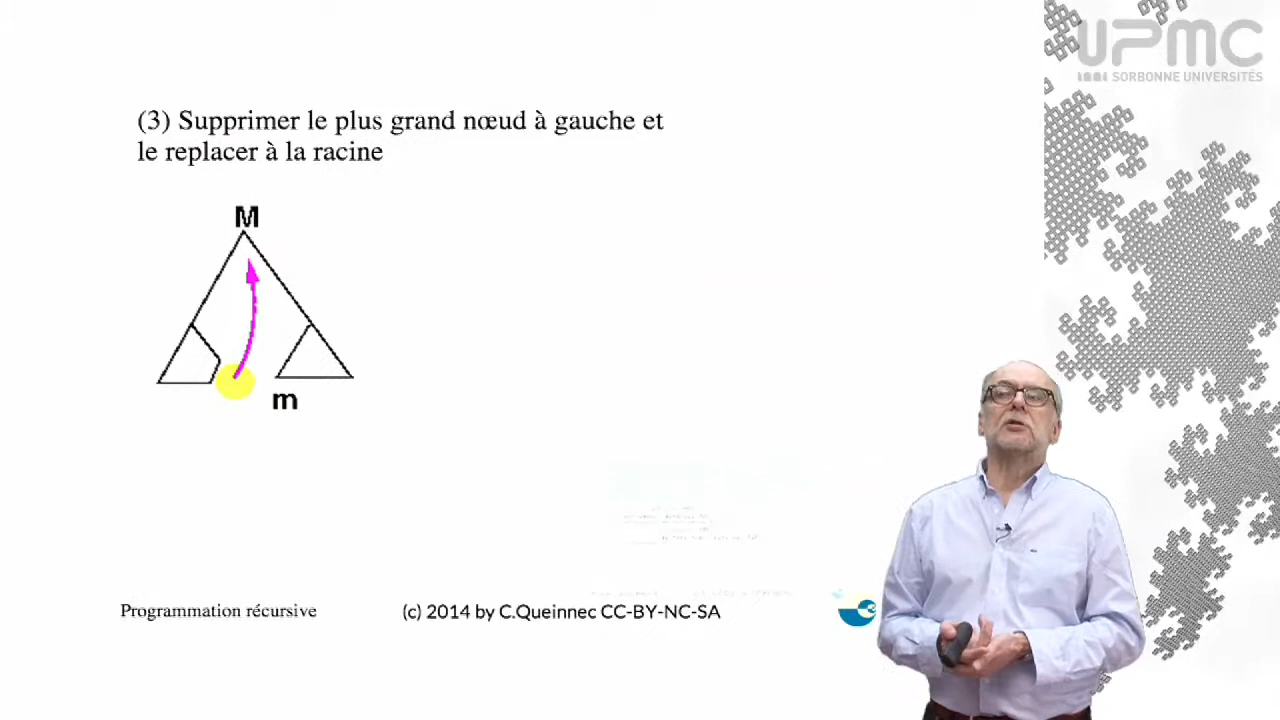 UPMC
SORBONNE UNIVERSITÉS
(3) Supprimer le plus grand nœud à gauche et
le replacer à la racine
M
m
Programmation récursive
(c) 2014 by C.Queinnec CC-BY-NC-SA